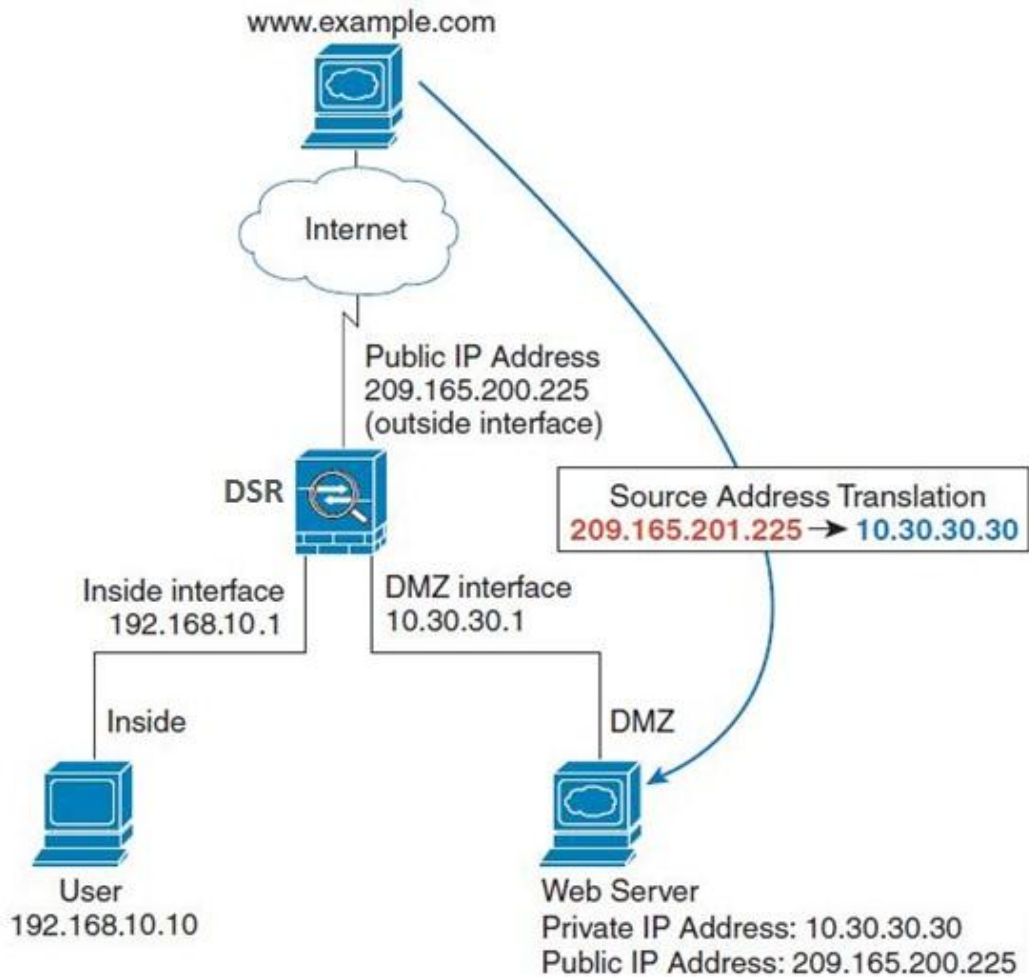 www.example.com
Internet
Public IP Address
209.165.200.225
(outside interface)
DSR
Source Address Translation
209.165.201.225 → 10.30.30.30
Inside interface
192.168.10.1
DMZ interface
10.30.30.1
Inside
DMZ
User
192.168.10.10
Web Server
Private IP Address: 10.30.30.30
Public IP Address: 209.165.200.225